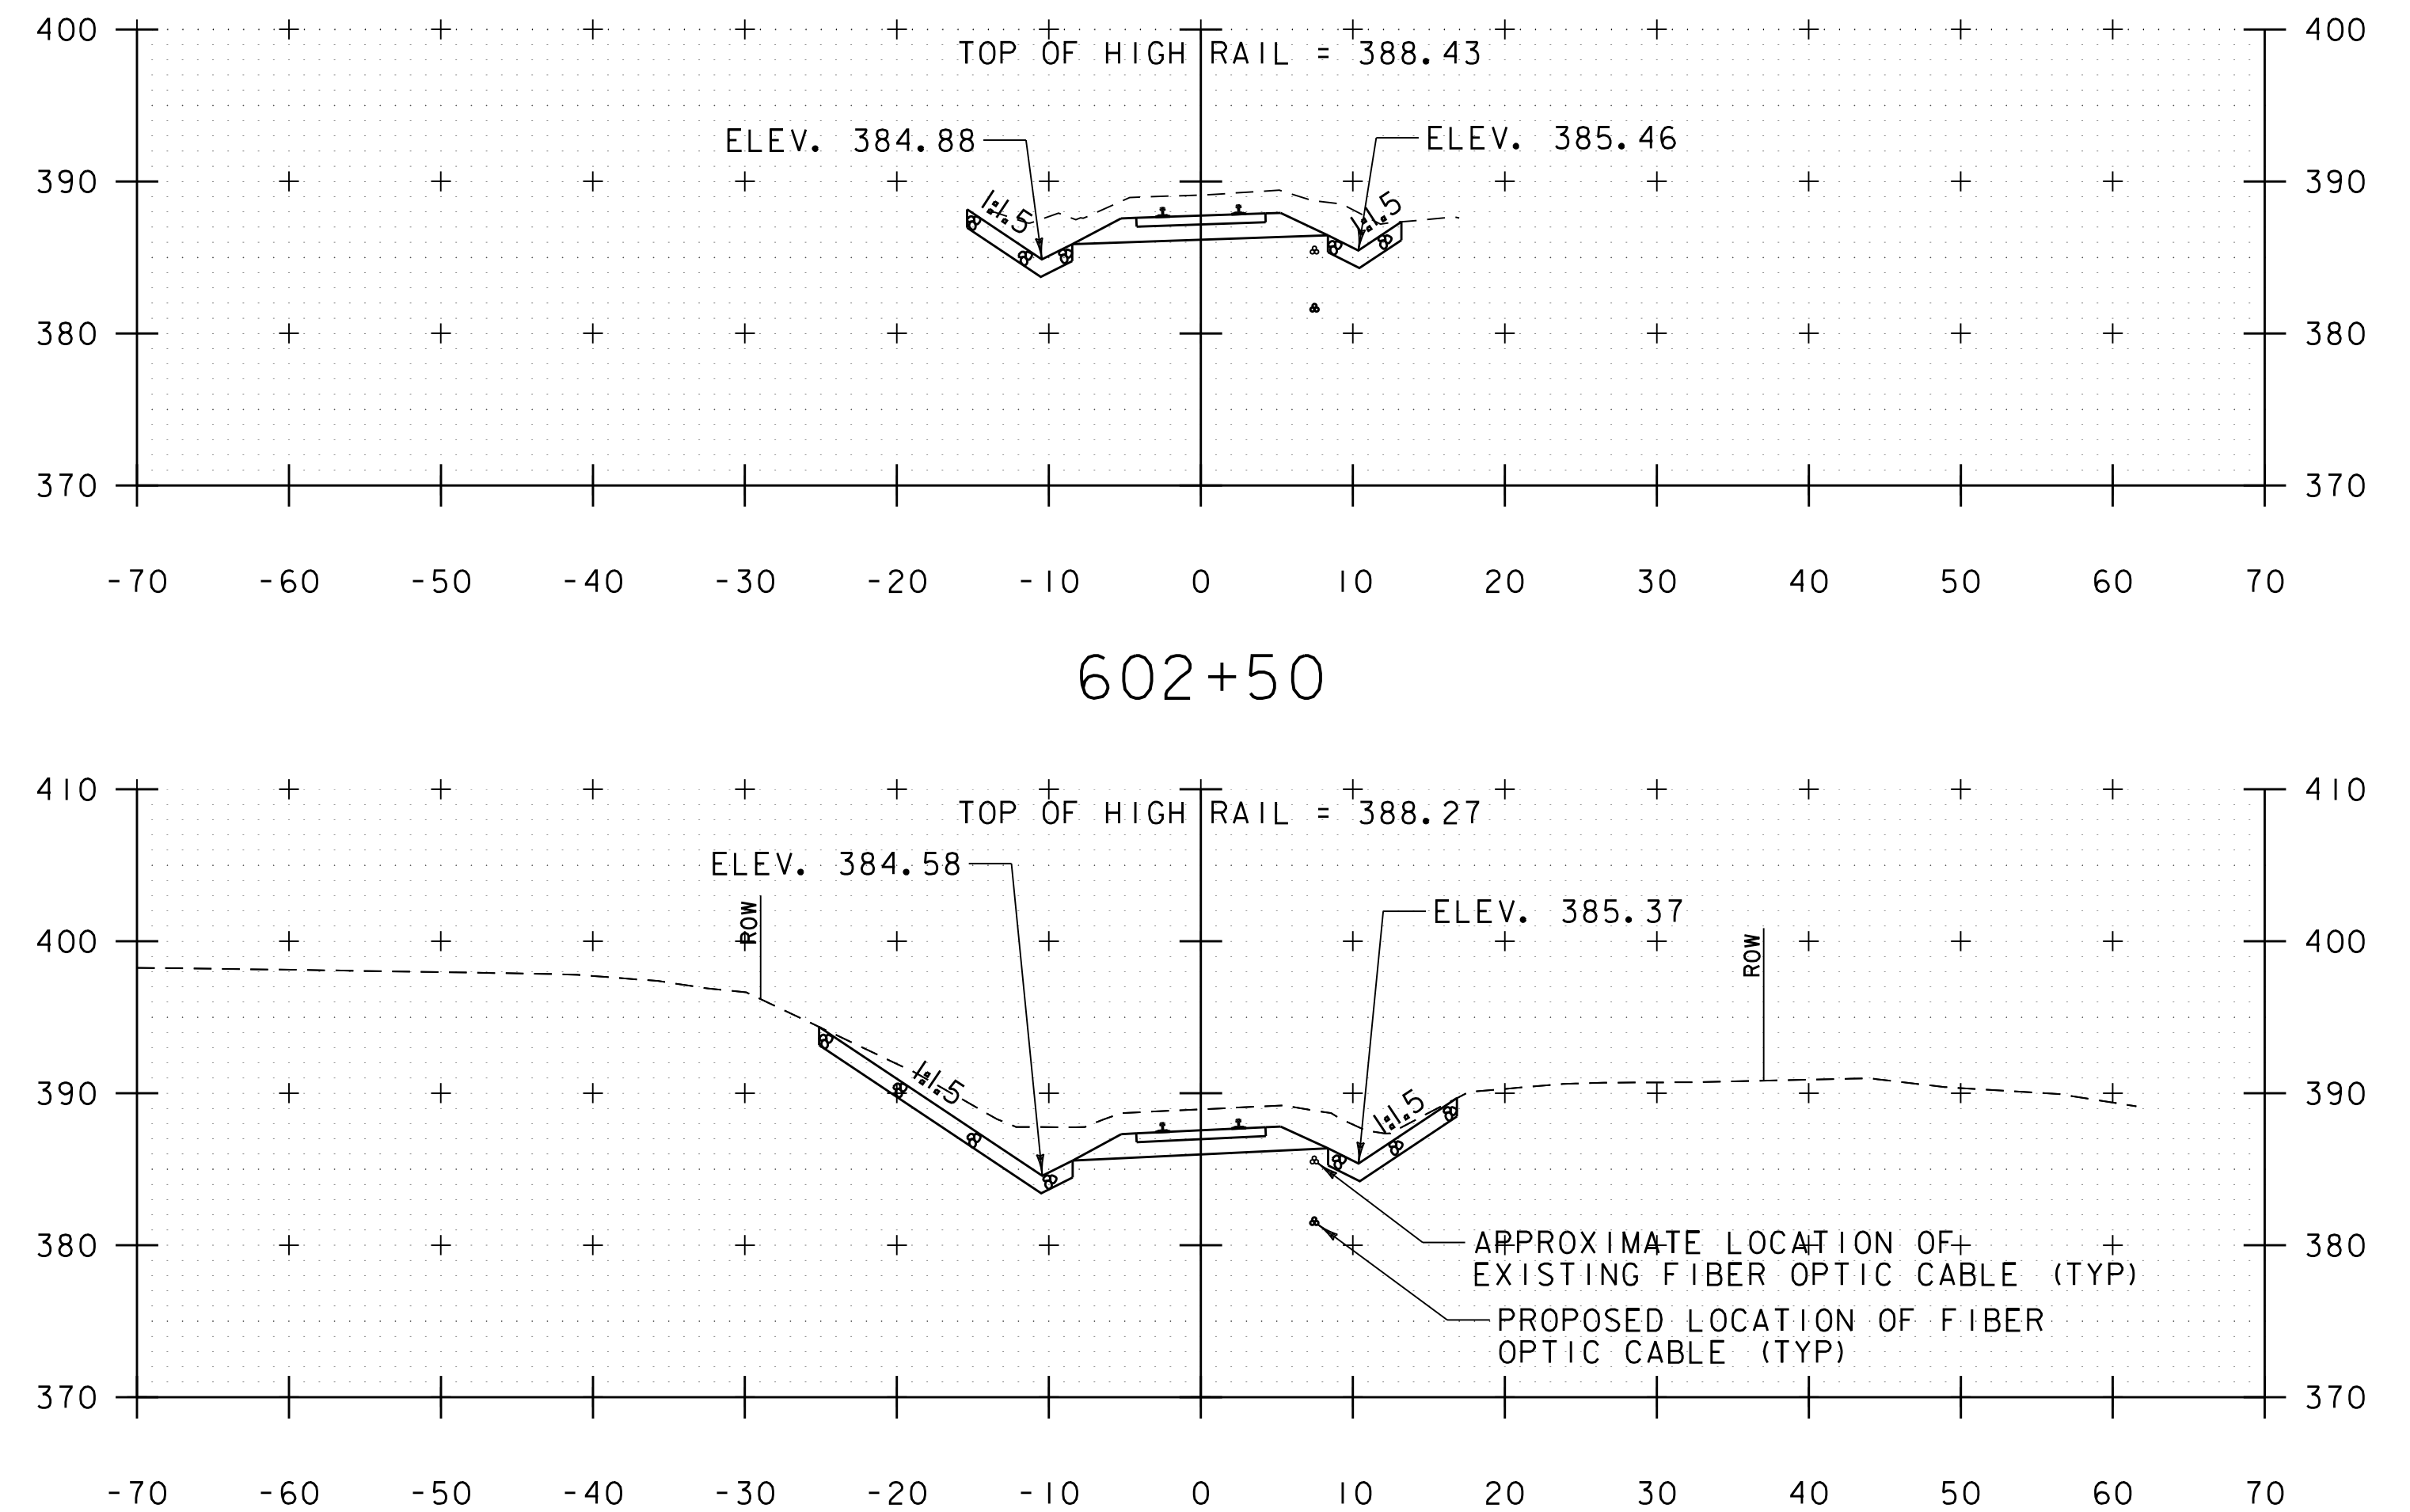 400 400
TOP OF HIGH RAIL = 388.43
ELEV. 384.88 ELEV. 385.46
390 390
1:1.5 1:1.5
380 380
370 370
-70 -60 -50 -40 -30 -20 -10 0 10 20 30 40 50 60 70
602+50
410 410
TOP OF HIGH RAIL = 388.27
ELEV. 384.58
ELEV. 385.37
ROW ROW
400 400
390 390
1:1.5 1:1.5
380 380
APPROXIMATE LOCATION OF
EXISTING FIBER OPTIC CABLE (TYP)
PROPOSED LOCATION OF FIBER
OPTIC CABLE (TYP)
370 370
-70 -60 -50 -40 -30 -20 -10 0 10 20 30 40 50 60 70